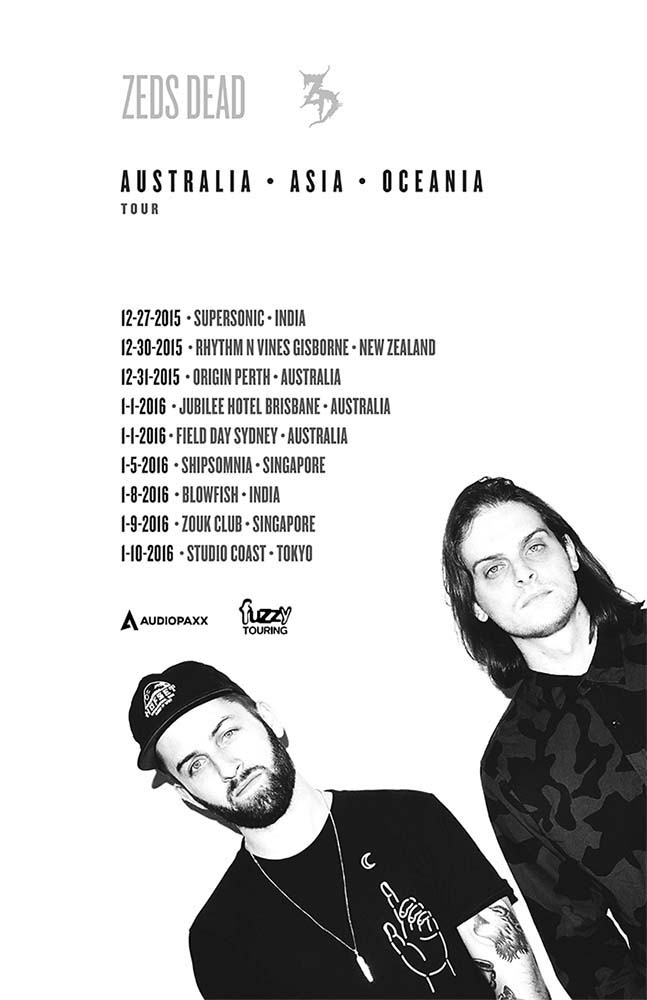 ZEDS DEAD ZD
AUSTRALIA • ASIA • OCEANIA
TOUR
12-27-2015 • SUPERSONIC • INDIA
12-30-2015 • RHYTHM N VINES GISBORNE • NEW ZEALAND
12-31-2015 • ORIGIN PERTH • AUSTRALIA
1-1-2016 • JUBILEE HOTEL BRISBANE • AUSTRALIA
1-1-2016 • FIELD DAY SYDNEY • AUSTRALIA
1-5-2016 • SHIPSOMNIA • SINGAPORE
1-8-2016 • BLOWFISH • INDIA
1-9-2016 • ZOUK CLUB • SINGAPORE
1-10-2016 • STUDIO COAST • TOKYO
AUDIOPAXX
fuzzy
TOURING